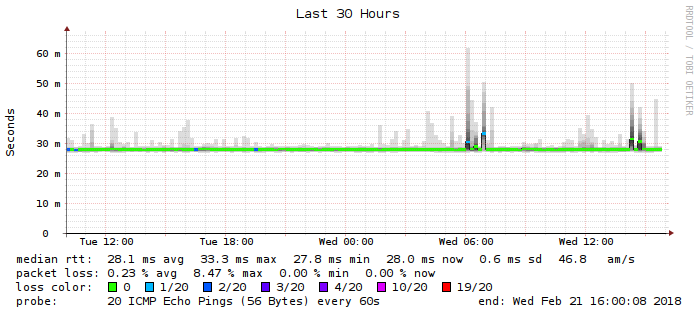 Last 30 Hours
RRDTOOL / TOBI OETIKER
Seconds
60 m
50 m
40 m
30 m
20 m
10 m
0
Tue 12:00 Tue 18:00 Wed 00:00 Wed 06:00 Wed 12:00
median rtt: 28.1 ms avg 33.3 ms max 27.8 ms min 28.0 ms now 0.6 ms sd 46.8 am/s
packet loss: 0.23 % avg 8.47 % max 0.00 % min 0.00 % now
loss color: 0 1/20 2/20 3/20 4/20 10/20 19/20
probe: 20 ICMP Echo Pings (56 Bytes) every 60s end: Wed Feb 21 16:00:08 2018